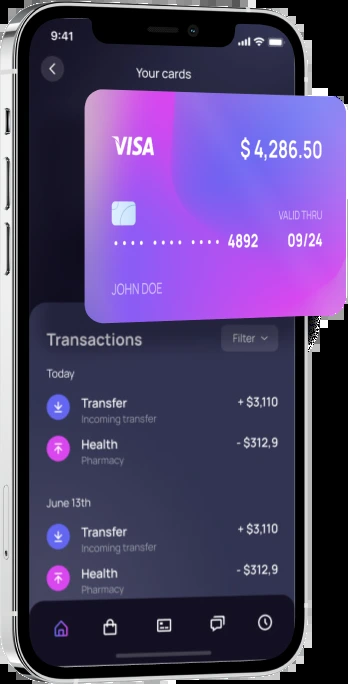 9:41
Your cards
VISA
$ 4,286.50
VALID THRU
•••• •••• •••• 4892 09/24
JOHN DOE
Transactions
Filter
Today
Transfer + $3,110
Incoming transfer
Health - $312,9
Pharmacy
June 13th
Transfer + $3,110
Incoming transfer
Health - $312,9
Pharmacy